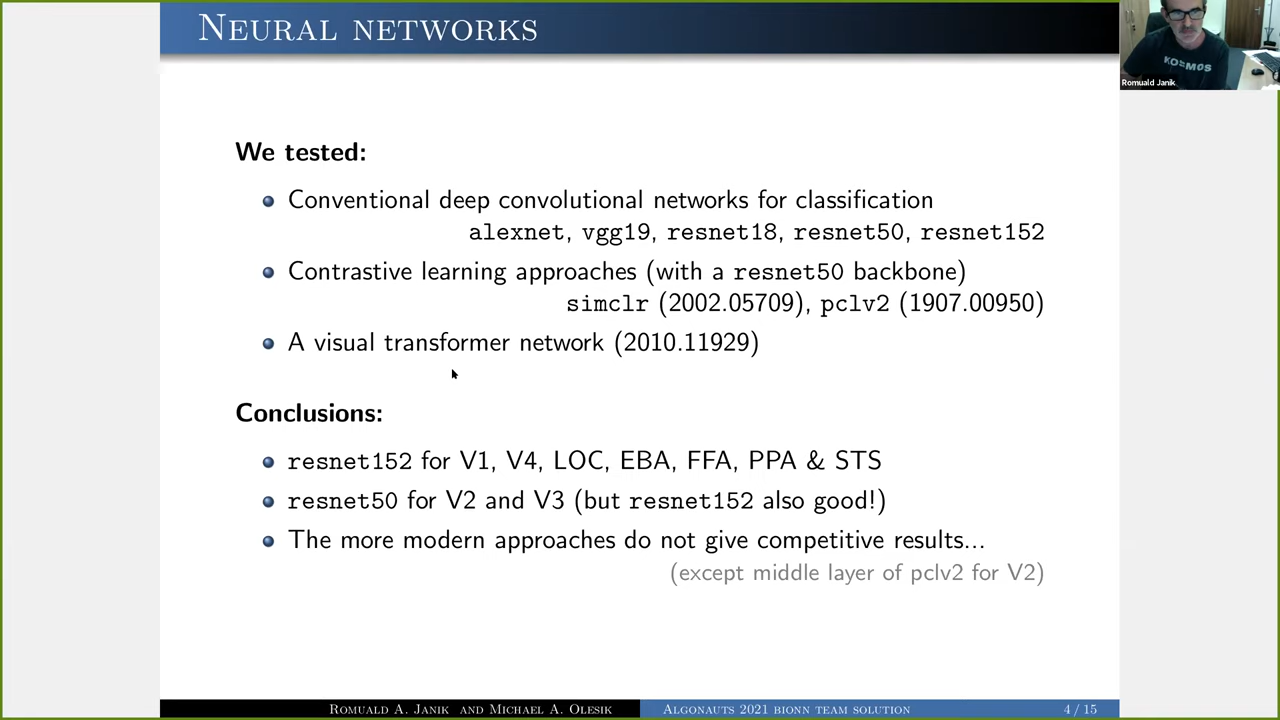 NEURAL NETWORKS
KOSMOS
Romuald Janik
We tested:
Conventional deep convolutional networks for classification
alexnet, vgg19, resnet18, resnet50, resnet152
Contrastive learning approaches (with a resnet50 backbone)
simclr (2002.05709), pclv2 (1907.00950)
A visual transformer network (2010.11929)
Conclusions:
resnet152 for V1, V4, LOC, EBA, FFA, PPA & STS
resnet50 for V2 and V3 (but resnet152 also good!)
The more modern approaches do not give competitive results...
(except middle layer of pclv2 for V2)
ROMUALD A. JANIK AND MICHAEL A. OLESIK
ALGONAUTS 2021 BIONN TEAM SOLUTION
4 / 15